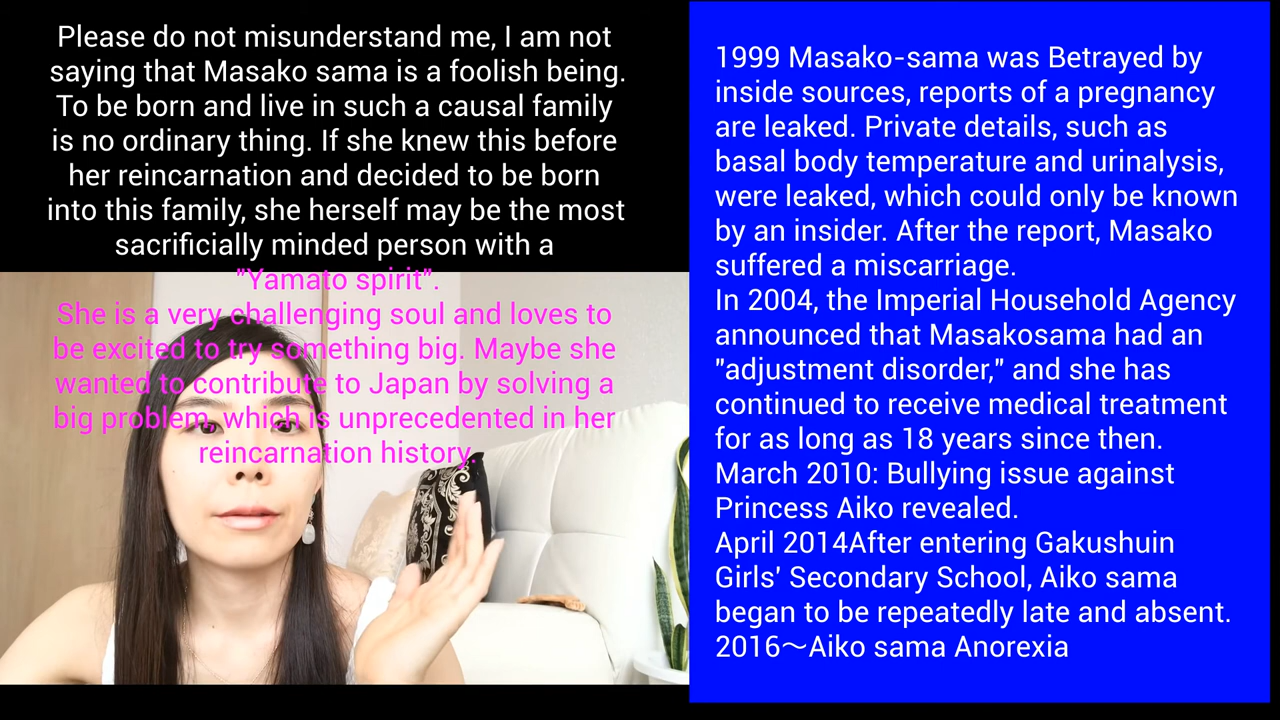 Please do not misunderstand me, I am not
saying that Masako sama is a foolish being.
To be born and live in such a causal family
is no ordinary thing. If she knew this before
her reincarnation and decided to be born
into this family, she herself may be the most
sacrificially minded person with a
"Yamato spirit".
She is a very challenging soul and loves to
be excited to try something big. Maybe she
wanted to contribute to Japan by solving a
big problem, which is unprecedented in her
reincarnation history.
1999 Masako-sama was Betrayed by
inside sources, reports of a pregnancy
are leaked. Private details, such as
basal body temperature and urinalysis,
were leaked, which could only be known
by an insider. After the report, Masako
suffered a miscarriage.
In 2004, the Imperial Household Agency
announced that Masakosama had an
"adjustment disorder," and she has
continued to receive medical treatment
for as long as 18 years since then.
March 2010: Bullying issue against
Princess Aiko revealed.
April 2014After entering Gakushuin
Girls' Secondary School, Aiko sama
began to be repeatedly late and absent.
2016～Aiko sama Anorexia